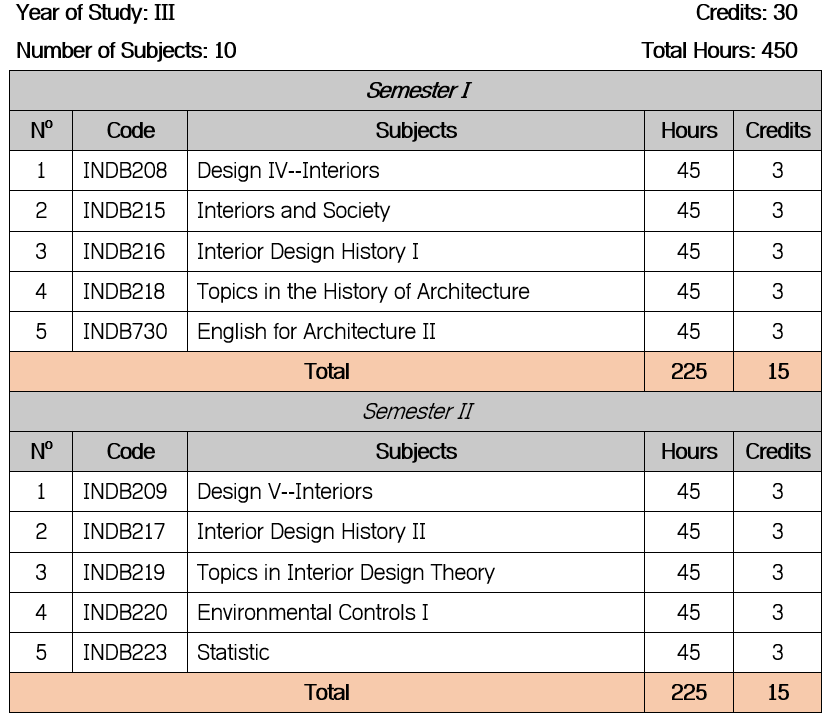 Year of Study: III Credits: 30
Number of Subjects: 10 Total Hours: 450
Semester I
Nº Code Subjects Hours Credits
1 INDB208 Design IV--Interiors 45 3
2 INDB215 Interiors and Society 45 3
3 INDB216 Interior Design History I 45 3
4 INDB218 Topics in the History of Architecture 45 3
5 INDB730 English for Architecture II 45 3
Total 225 15
Semester II
Nº Code Subjects Hours Credits
1 INDB209 Design V--Interiors 45 3
2 INDB217 Interior Design History II 45 3
3 INDB219 Topics in Interior Design Theory 45 3
4 INDB220 Environmental Controls I 45 3
5 INDB223 Statistic 45 3
Total 225 15